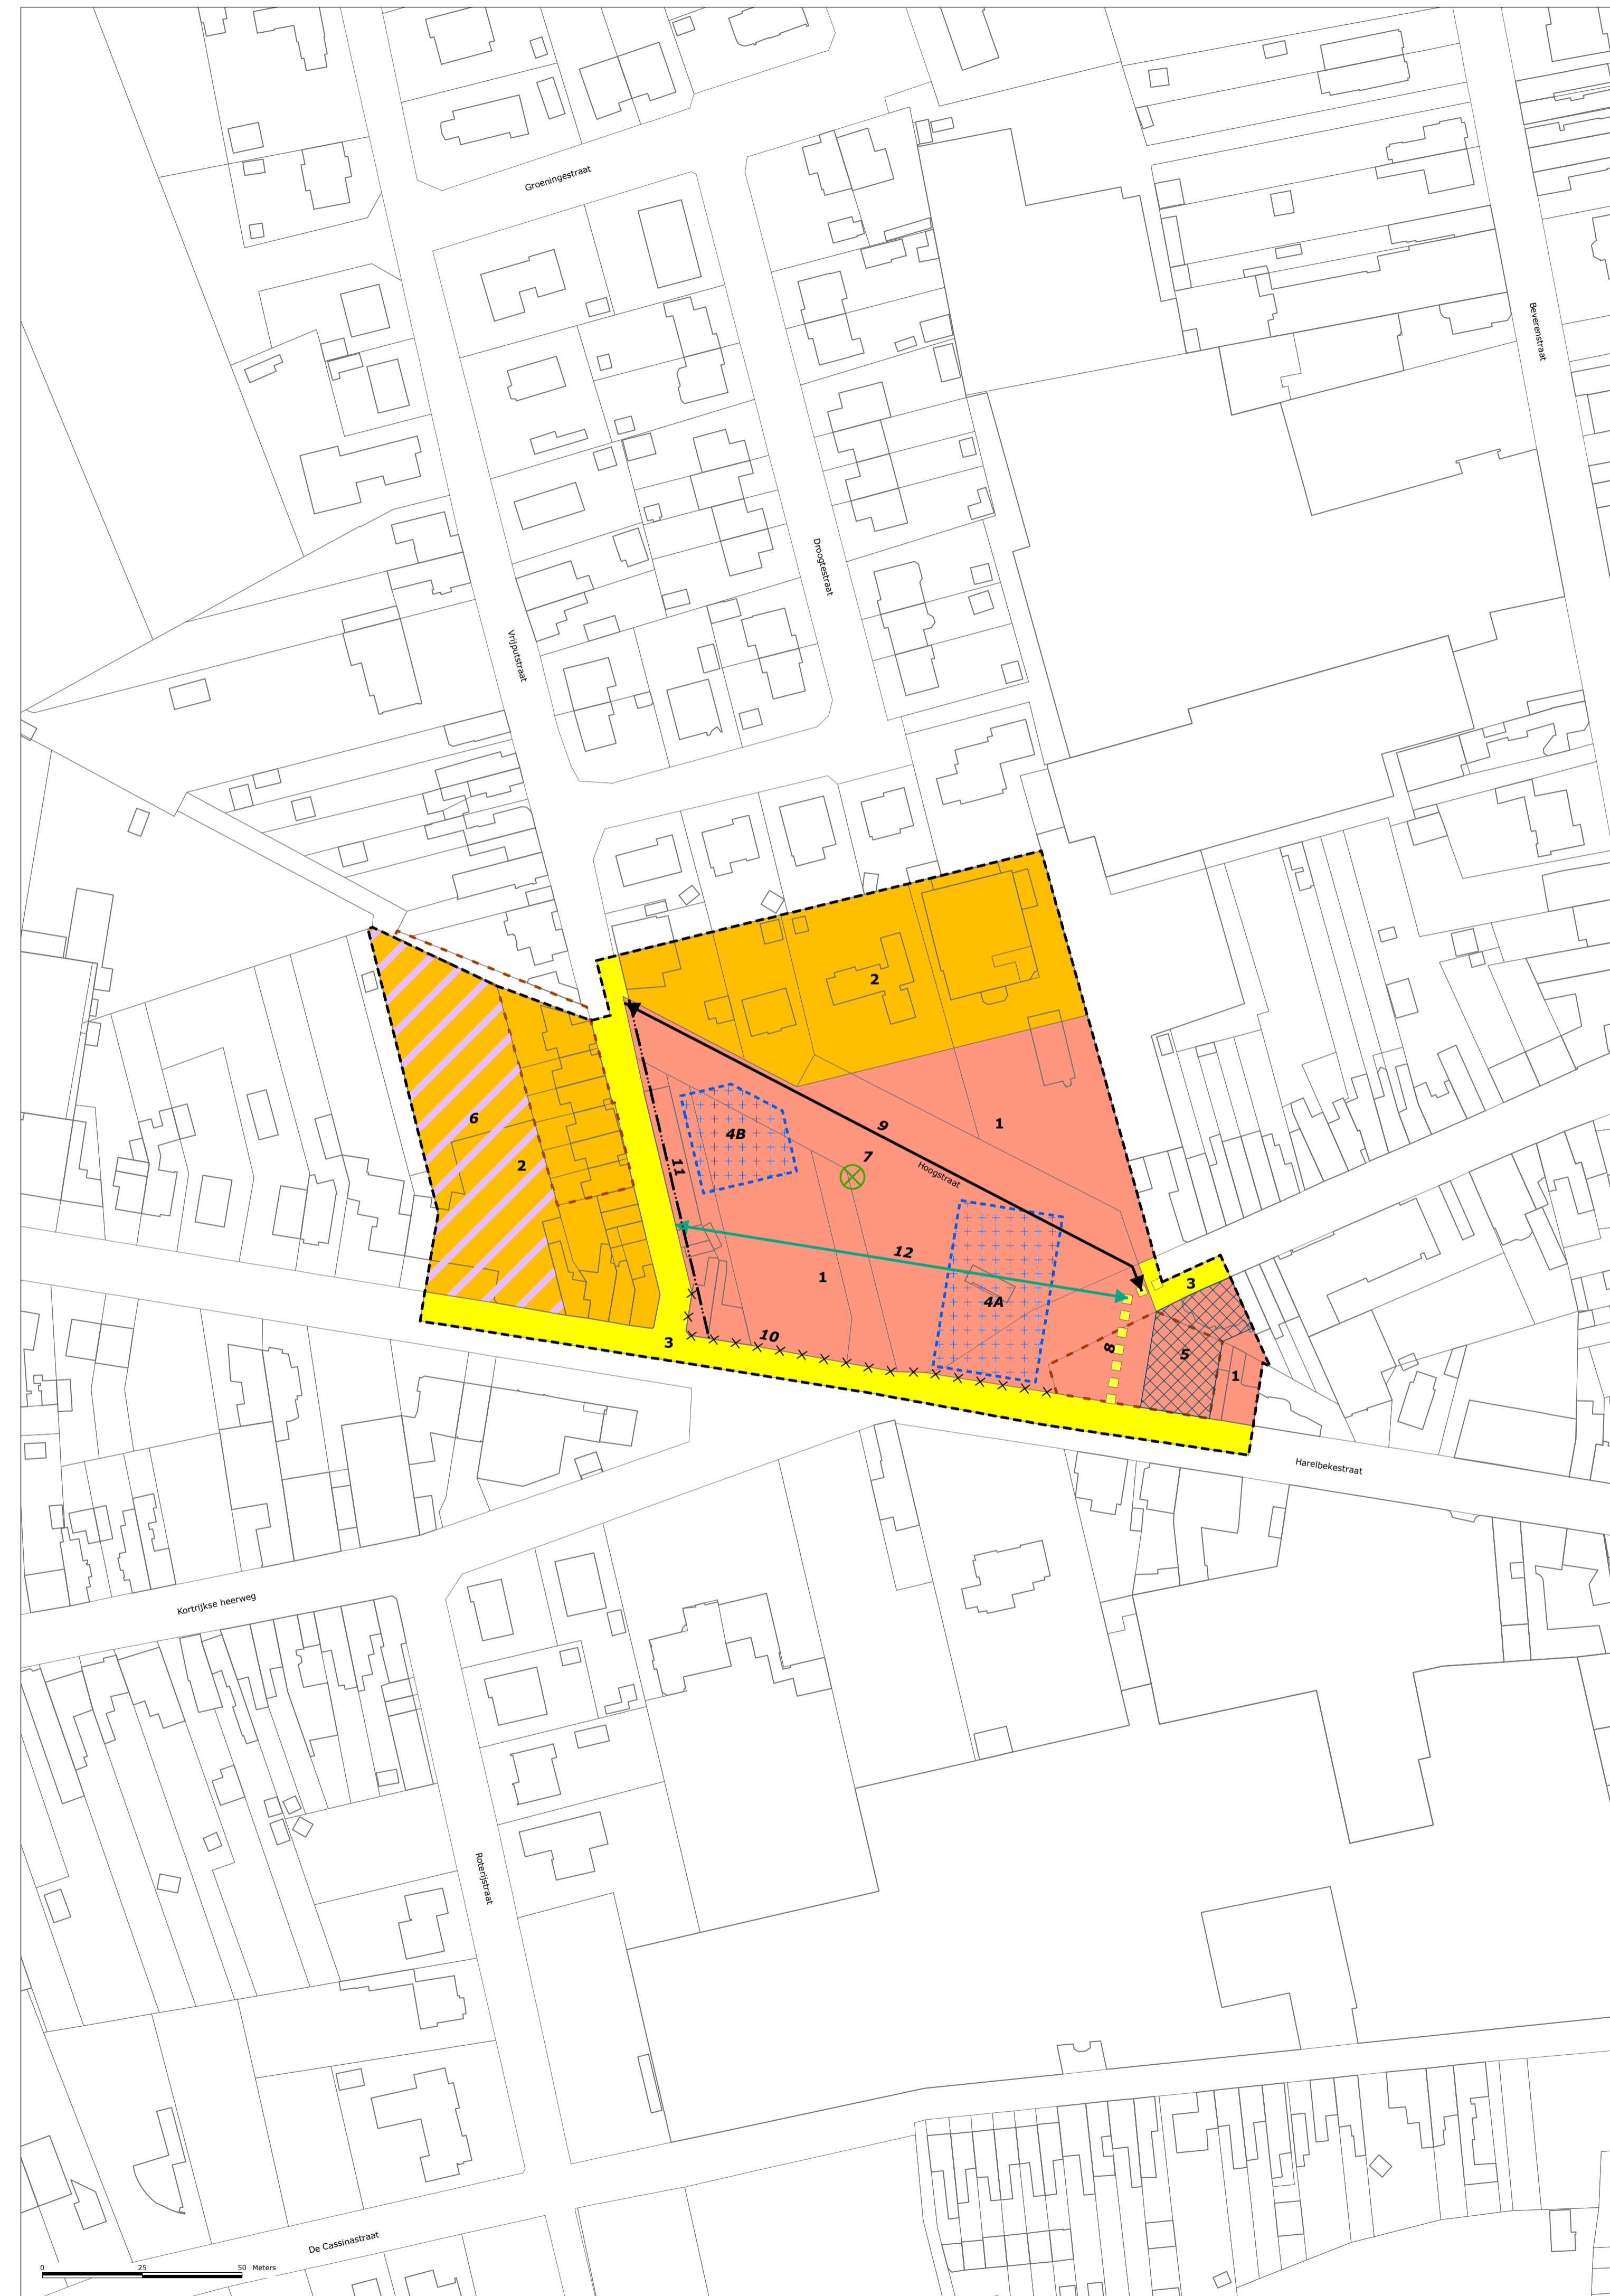 Groeningestraat
Beverenstraat
Droogtestraat
Vrijputstraat
2
6
4B
9
1
7
11
Hoogstraat
2
12
1
3
4A
10
3
8
5
1
Harelbekestraat
Kortrijkse heerweg
Roterijstraat
De Cassinastraat
0 25 50 Meters